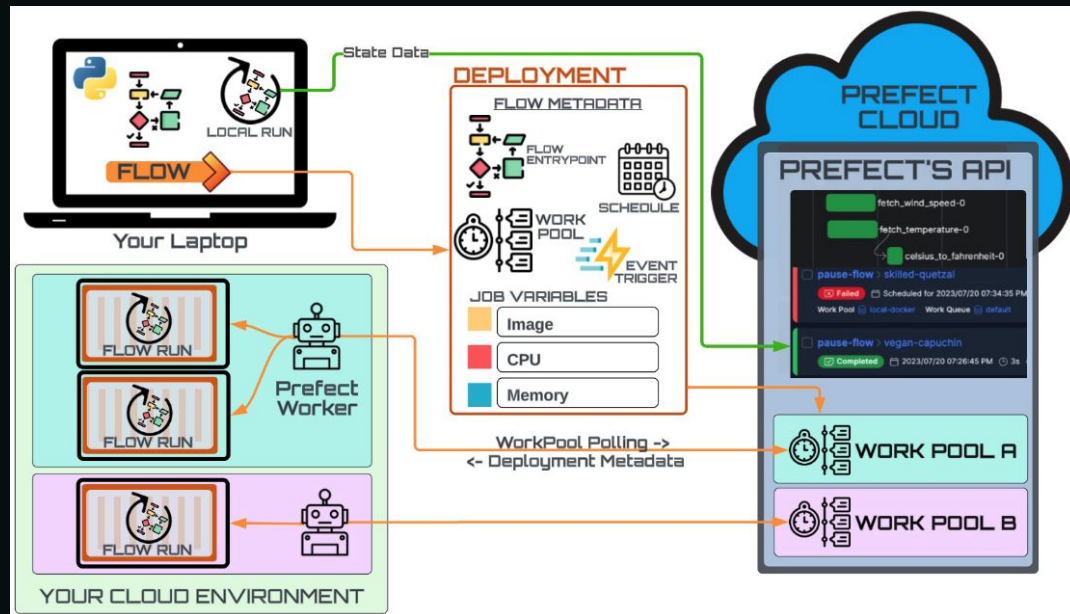 State Data
LOCAL RUN
FLOW
Your Laptop
DEPLOYMENT
FLOW METADATA
FLOW
ENTRYPOINT
SCHEDULE
WORK
POOL
EVENT
TRIGGER
JOB VARIABLES
Image
CPU
Memory
PREFECT
CLOUD
PREFECT'S API
fetch_wind_speed-0
fetch_temperature-0
celsius_to_fahrenheit-0
pause-flow > skilled-quetzal
Failed Scheduled for 2023/07/20 07:34:35 PM
Work Pool local-docker Work Queue default
pause-flow > vegan-capuchin
Completed 2023/07/20 07:26:45 PM 3s
WORK POOL A
WORK POOL B
WorkPool Polling ->
<- Deployment Metadata
FLOW RUN
FLOW RUN
Prefect
Worker
FLOW RUN
YOUR CLOUD ENVIRONMENT